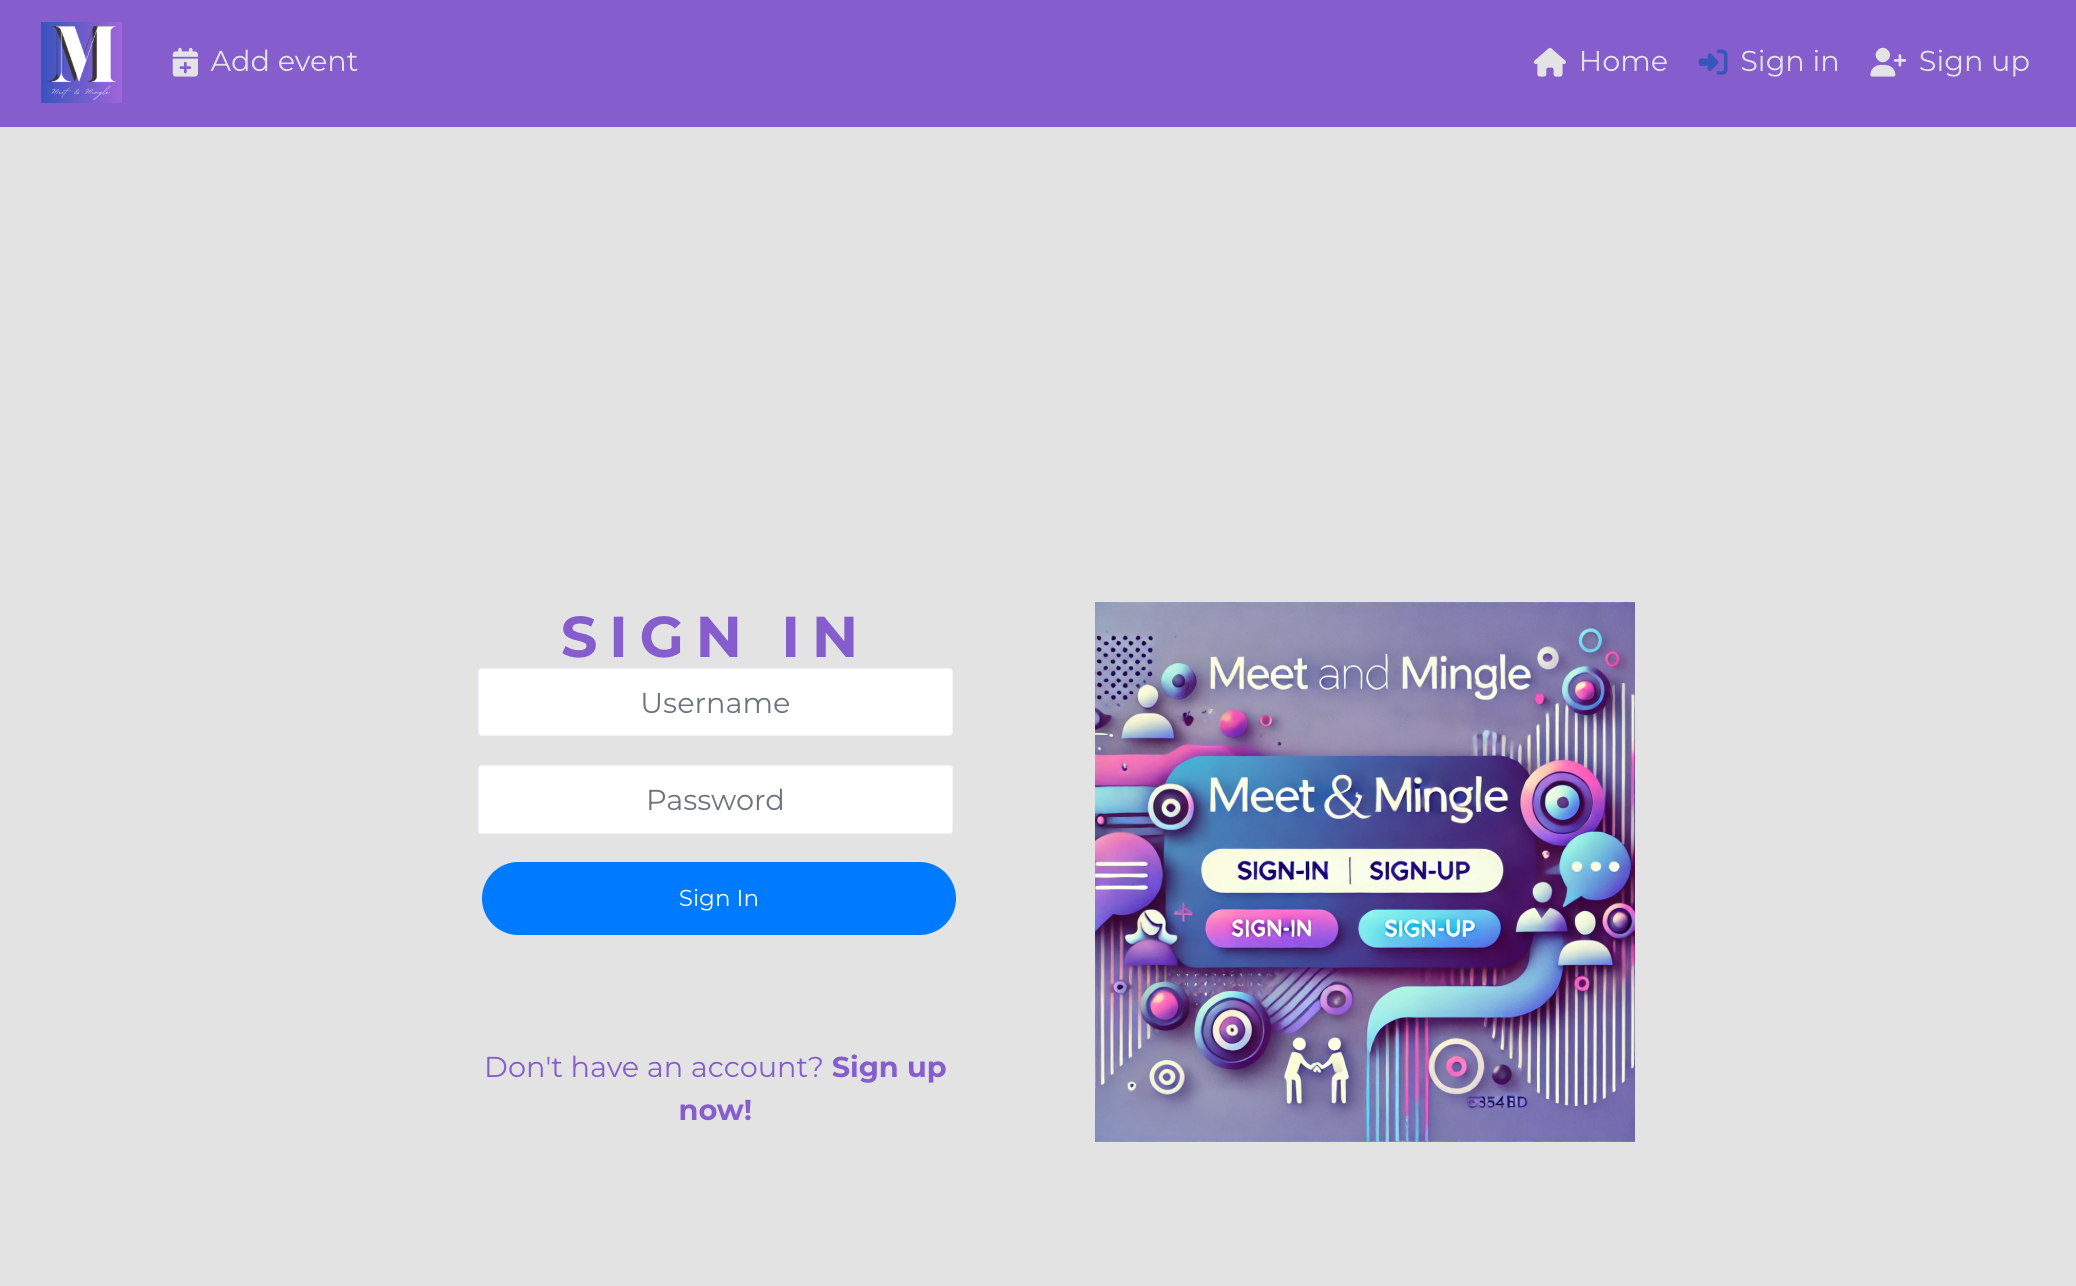 M
Meet & Mingle
Add event
Home
Sign in
Sign up
SIGN IN
Username
Password
Sign In
Don't have an account? Sign up
now!
Meet and Mingle
Meet & Mingle
SIGN-IN | SIGN-UP
SIGN-IN
SIGN-UP